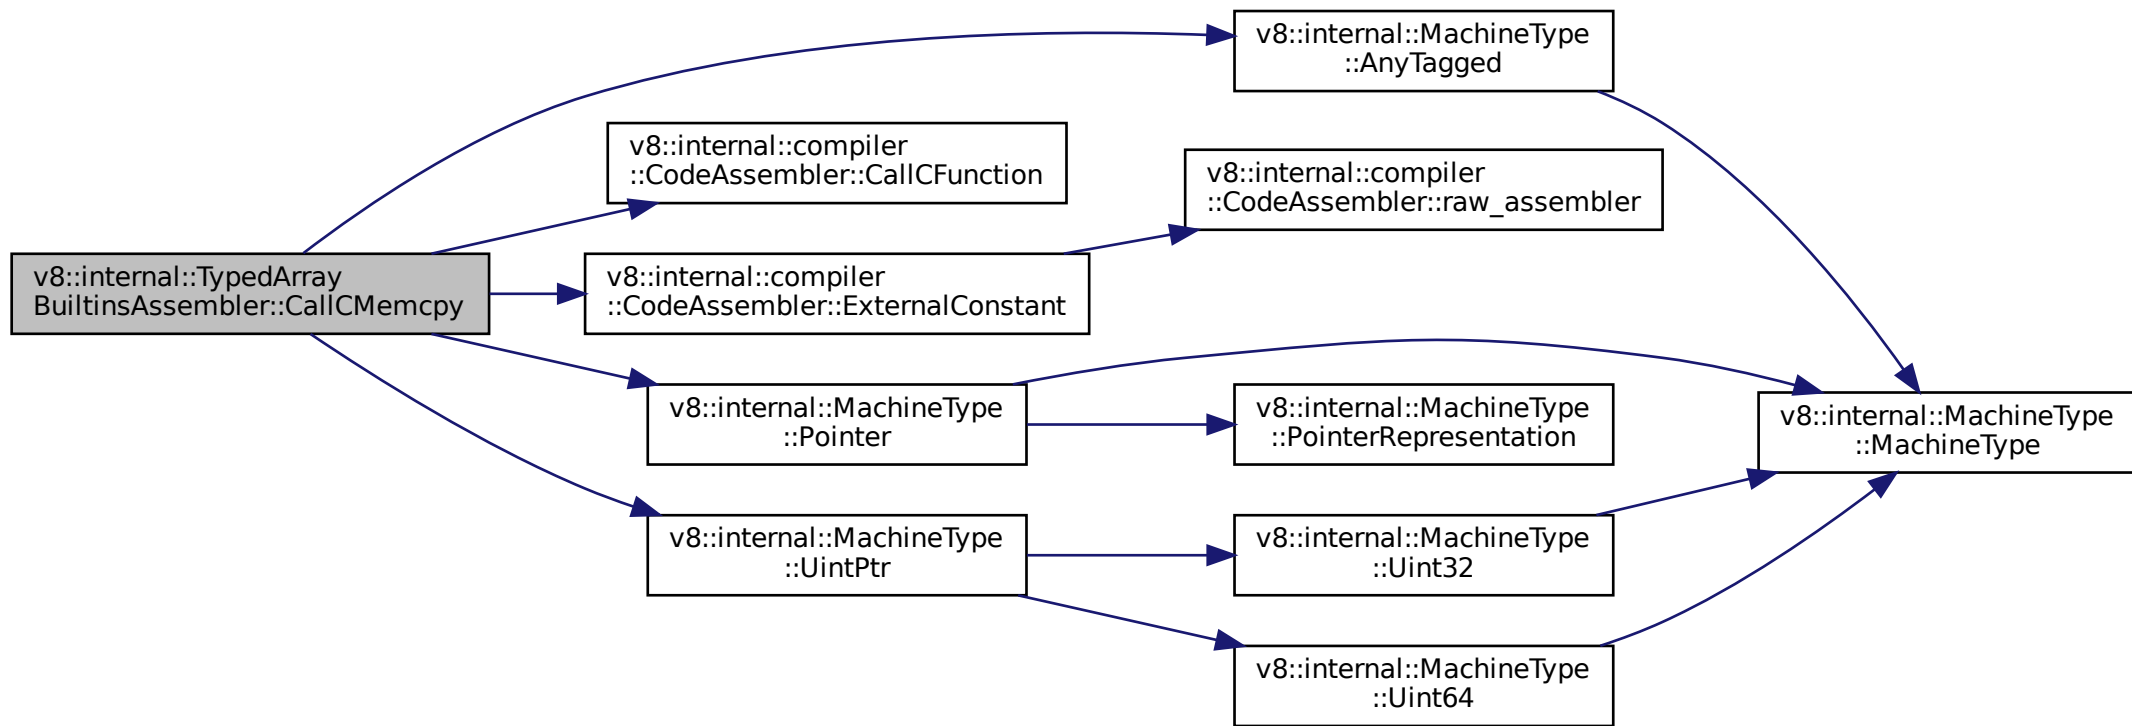 v8::internal::TypedArray
BuiltinsAssembler::CallCMemcpy
v8::internal::MachineType
::AnyTagged
v8::internal::compiler
::CodeAssembler::CallCFunction
v8::internal::compiler
::CodeAssembler::raw_assembler
v8::internal::compiler
::CodeAssembler::ExternalConstant
v8::internal::MachineType
::Pointer
v8::internal::MachineType
::PointerRepresentation
v8::internal::MachineType
::MachineType
v8::internal::MachineType
::UintPtr
v8::internal::MachineType
::Uint32
v8::internal::MachineType
::Uint64